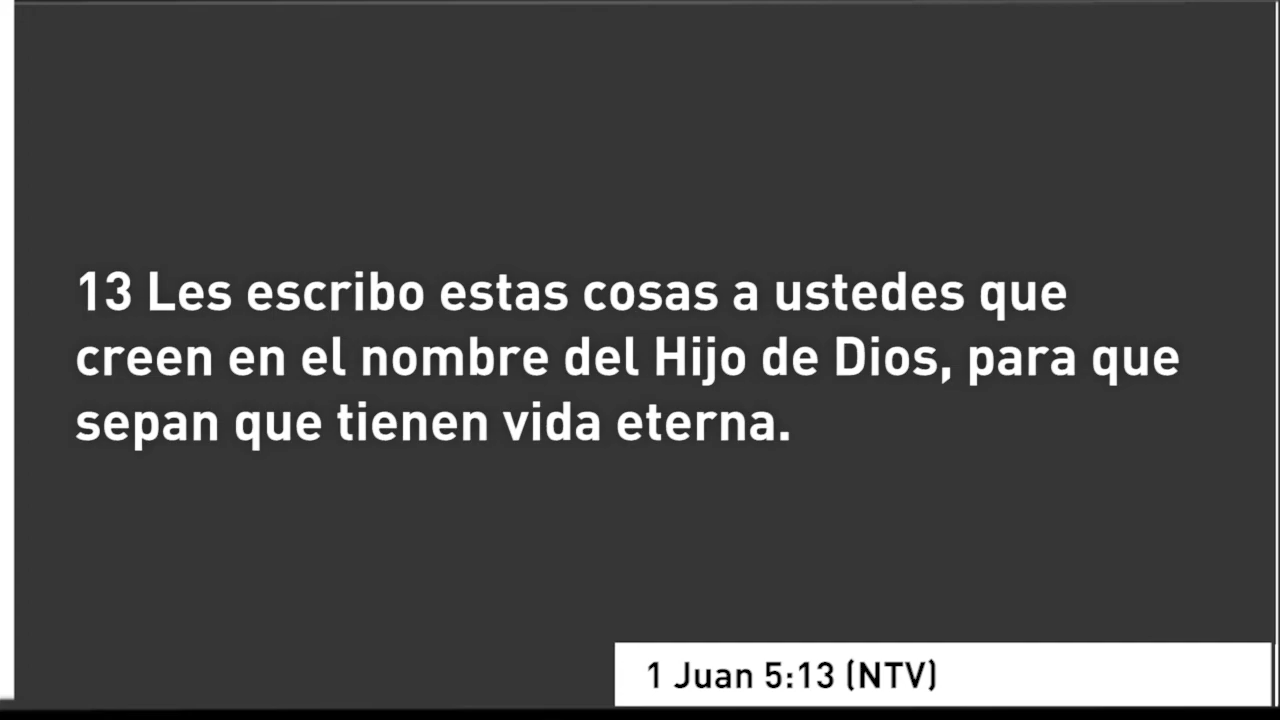 13 Les escribo estas cosas a ustedes que
creen en el nombre del Hijo de Dios, para que
sepan que tienen vida eterna.
1 Juan 5:13 (NTV)